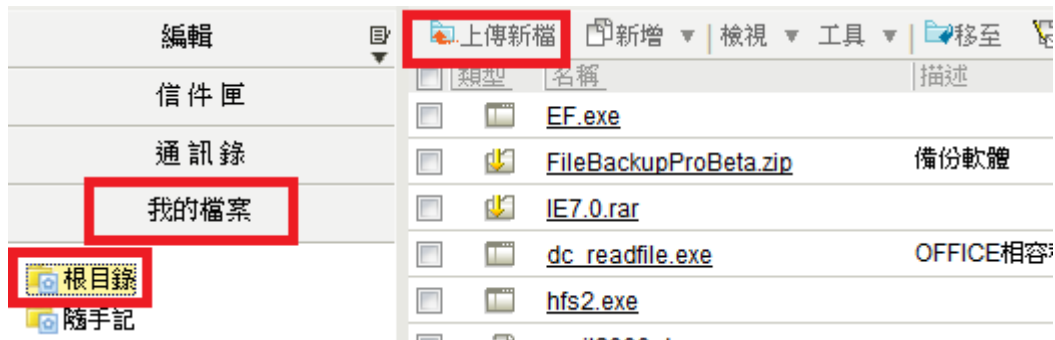 編輯
信件匣
通訊錄
我的檔案
根目錄
隨手記
上傳新檔 新增 ▼ | 檢視 ▼ 工具 ▼ | 移至
類型 名稱 描述
EF.exe
FileBackupProBeta.zip 備份軟體
IE7.0.rar
dc_readfile.exe OFFICE相容
hfs2.exe